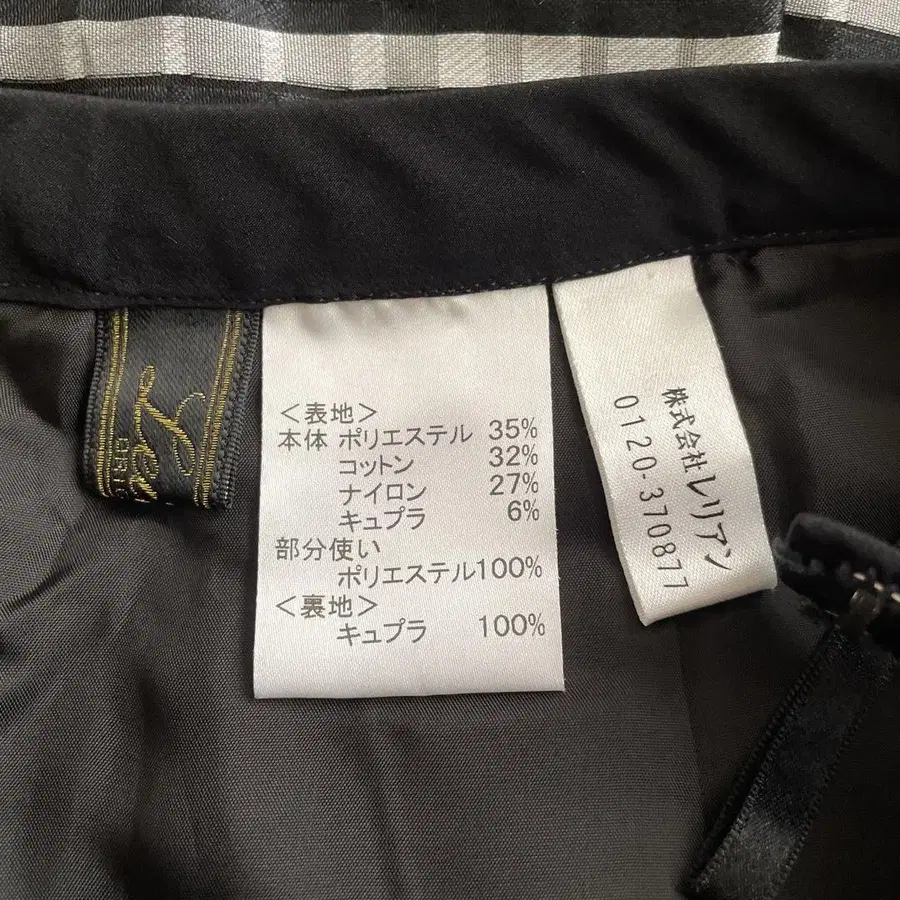 ＜表地＞
本体 ポリエステル 35%
コットン 32%
ナイロン 27%
キュプラ 6%
部分使い
ポリエステル100%
＜裏地＞
キュプラ 100%
株式会社レリアン
0120-370877